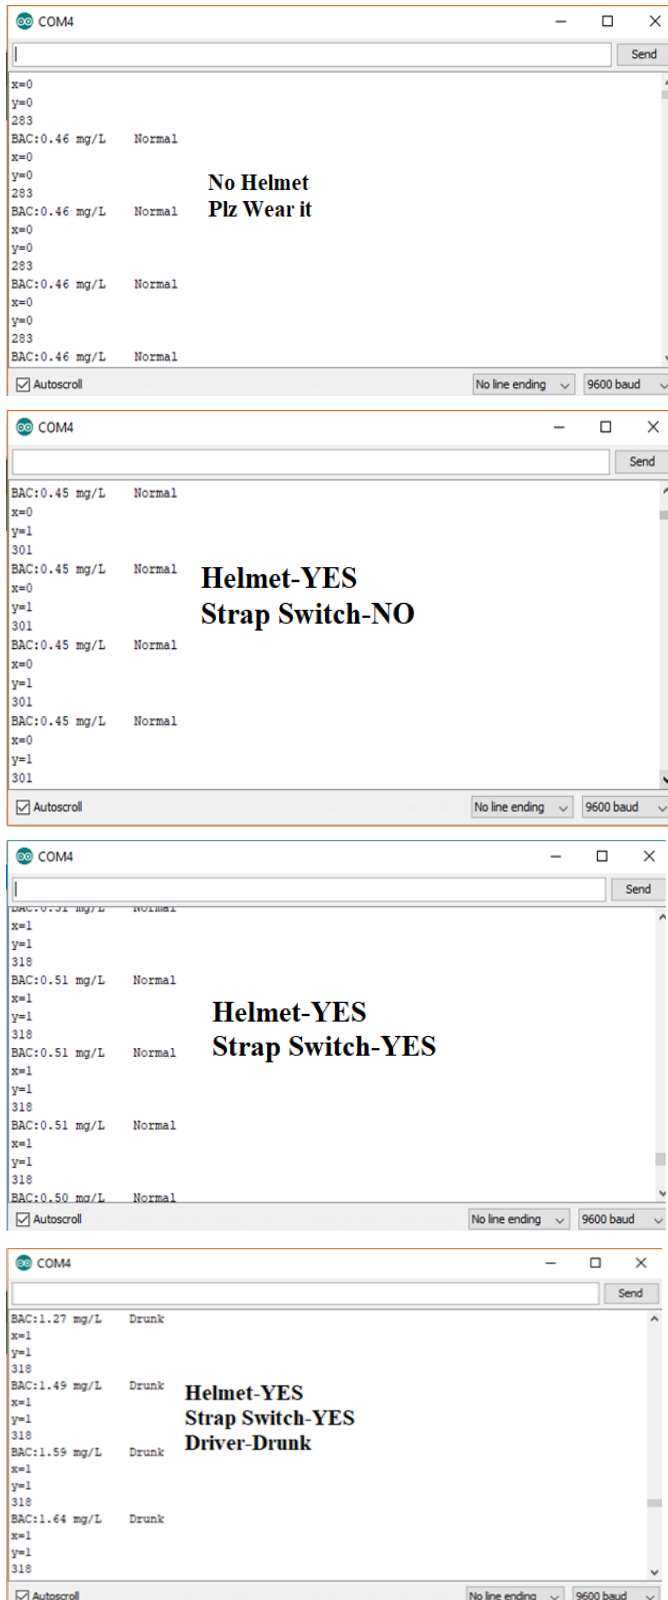 COM4
Send
x=0
y=0
283
BAC:0.46 mg/L Normal
x=0
y=0
283
BAC:0.46 mg/L Normal
x=0
y=0
283
BAC:0.46 mg/L Normal
x=0
y=0
283
BAC:0.46 mg/L Normal
No Helmet
Plz Wear it
Autoscroll
No line ending
9600 baud
COM4
Send
BAC:0.45 mg/L Normal
x=0
y=1
301
BAC:0.45 mg/L Normal
x=0
y=1
301
BAC:0.45 mg/L Normal
x=0
y=1
301
BAC:0.45 mg/L Normal
x=0
y=1
301
Helmet-YES
Strap Switch-NO
Autoscroll
No line ending
9600 baud
COM4
Send
BAC:0.51 mg/L Normal
x=1
y=1
318
BAC:0.51 mg/L Normal
x=1
y=1
318
BAC:0.51 mg/L Normal
x=1
y=1
318
BAC:0.51 mg/L Normal
x=1
y=1
318
BAC:0.50 mg/L Normal
Helmet-YES
Strap Switch-YES
Autoscroll
No line ending
9600 baud
COM4
Send
BAC:1.27 mg/L Drunk
x=1
y=1
318
BAC:1.49 mg/L Drunk
x=1
y=1
318
BAC:1.59 mg/L Drunk
x=1
y=1
318
BAC:1.64 mg/L Drunk
x=1
y=1
318
Helmet-YES
Strap Switch-YES
Driver-Drunk
Autoscroll
No line ending
9600 baud